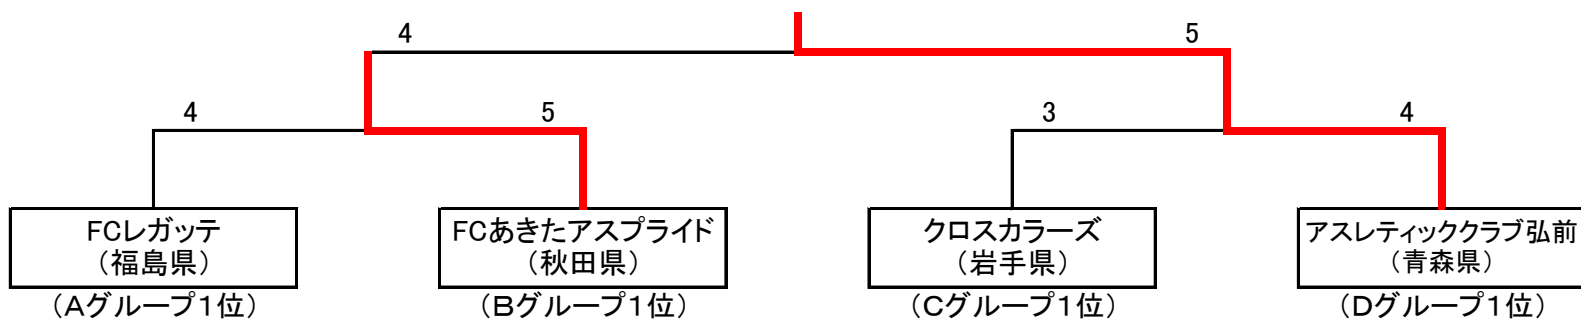 4 5
4 5 3 4
FCレガッテ
（福島県）
（Aグループ1位）
FCあきたアスプライド
（秋田県）
（Bグループ1位）
クロスカラーズ
（岩手県）
（Cグループ1位）
アスレティッククラブ弘前
（青森県）
（Dグループ1位）